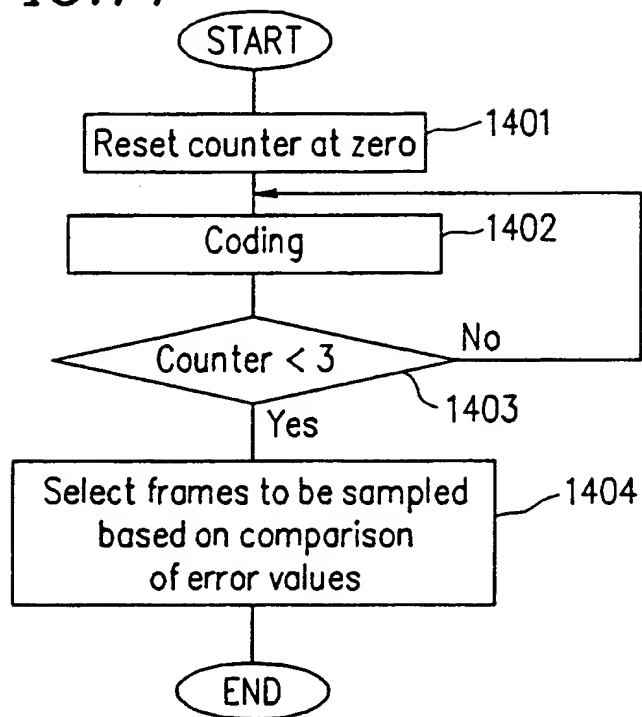 START
Reset counter at zero
1401
Coding
1402
Counter < 3
No
1403
Yes
Select frames to be sampled
based on comparison
of error values
1404
END